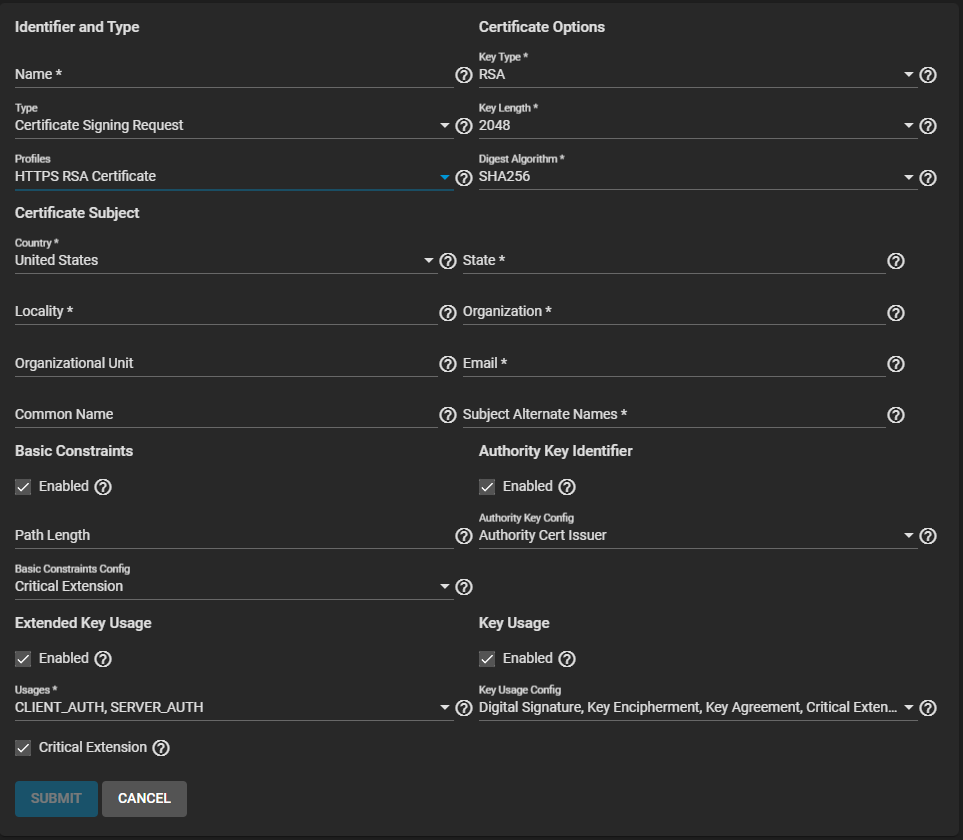 Identifier and Type
Certificate Options
Name *
Key Type *
RSA
Type
Certificate Signing Request
Key Length *
2048
Profiles
HTTPS RSA Certificate
Digest Algorithm *
SHA256
Certificate Subject
Country *
United States
State *
Locality *
Organization *
Organizational Unit
Email *
Common Name
Subject Alternate Names *
Basic Constraints
Authority Key Identifier
Enabled
Enabled
Path Length
Authority Key Config
Authority Cert Issuer
Basic Constraints Config
Critical Extension
Extended Key Usage
Key Usage
Enabled
Enabled
Usages *
CLIENT_AUTH, SERVER_AUTH
Key Usage Config
Digital Signature, Key Encipherment, Key Agreement, Critical Exten...
Critical Extension
SUBMIT
CANCEL